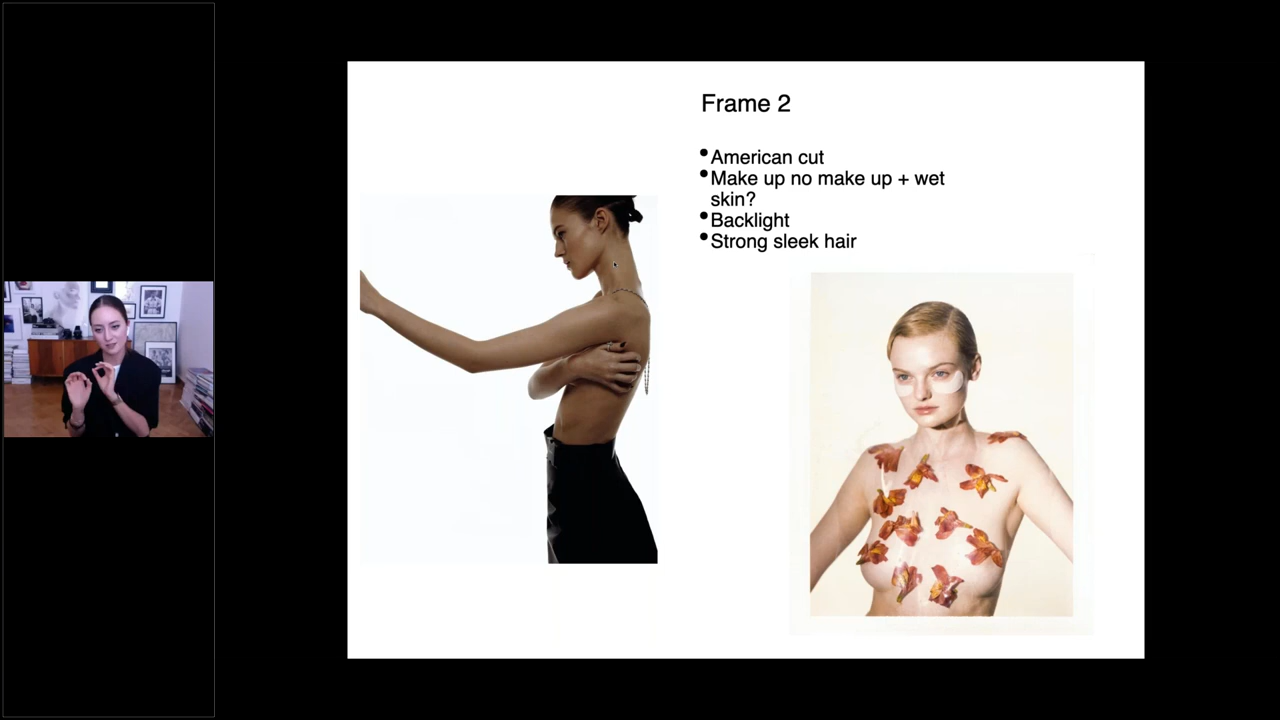 Frame 2
•American cut
•Make up no make up + wet
skin?
•Backlight
•Strong sleek hair